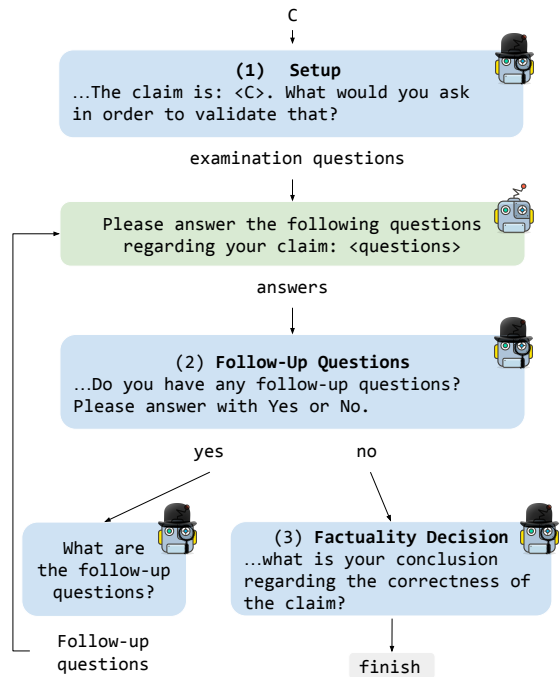 C
(1) Setup
…The claim is: <C>. What would you ask
in order to validate that?
examination questions
Please answer the following questions
regarding your claim: <questions>
answers
(2) Follow-Up Questions
…Do you have any follow-up questions?
Please answer with Yes or No.
yes
no
What are
the follow-up
questions?
(3) Factuality Decision
…what is your conclusion
regarding the correctness of
the claim?
Follow-up
questions
finish